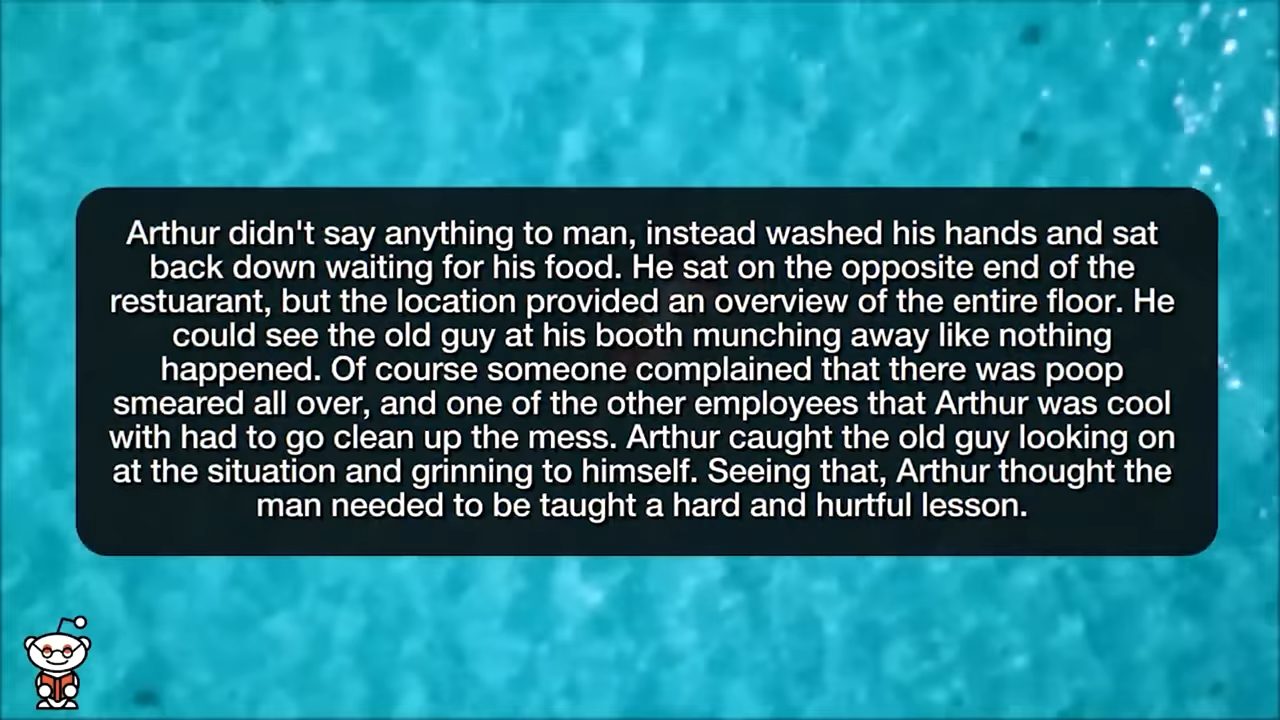 Arthur didn't say anything to man, instead washed his hands and sat
back down waiting for his food. He sat on the opposite end of the
restuarant, but the location provided an overview of the entire floor. He
could see the old guy at his booth munching away like nothing
happened. Of course someone complained that there was poop
smeared all over, and one of the other employees that Arthur was cool
with had to go clean up the mess. Arthur caught the old guy looking on
at the situation and grinning to himself. Seeing that, Arthur thought the
man needed to be taught a hard and hurtful lesson.